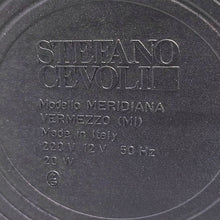 STEFANO
CEVOLI
Modello MERIDIANA
VERMEZZO (MI)
Made in Italy
220 V 12 V 50 Hz
20 W